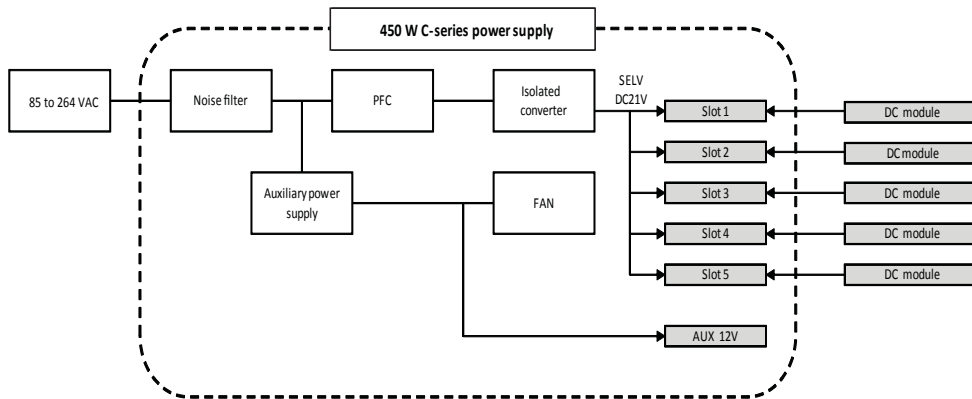 450 W C-series power supply
85 to 264 VAC
Noise filter
PFC
Isolated
converter
SELV
DC21V
Slot 1
DC module
Slot 2
DC module
Slot 3
DC module
Slot 4
DC module
Slot 5
DC module
Auxiliary power
supply
FAN
AUX 12V